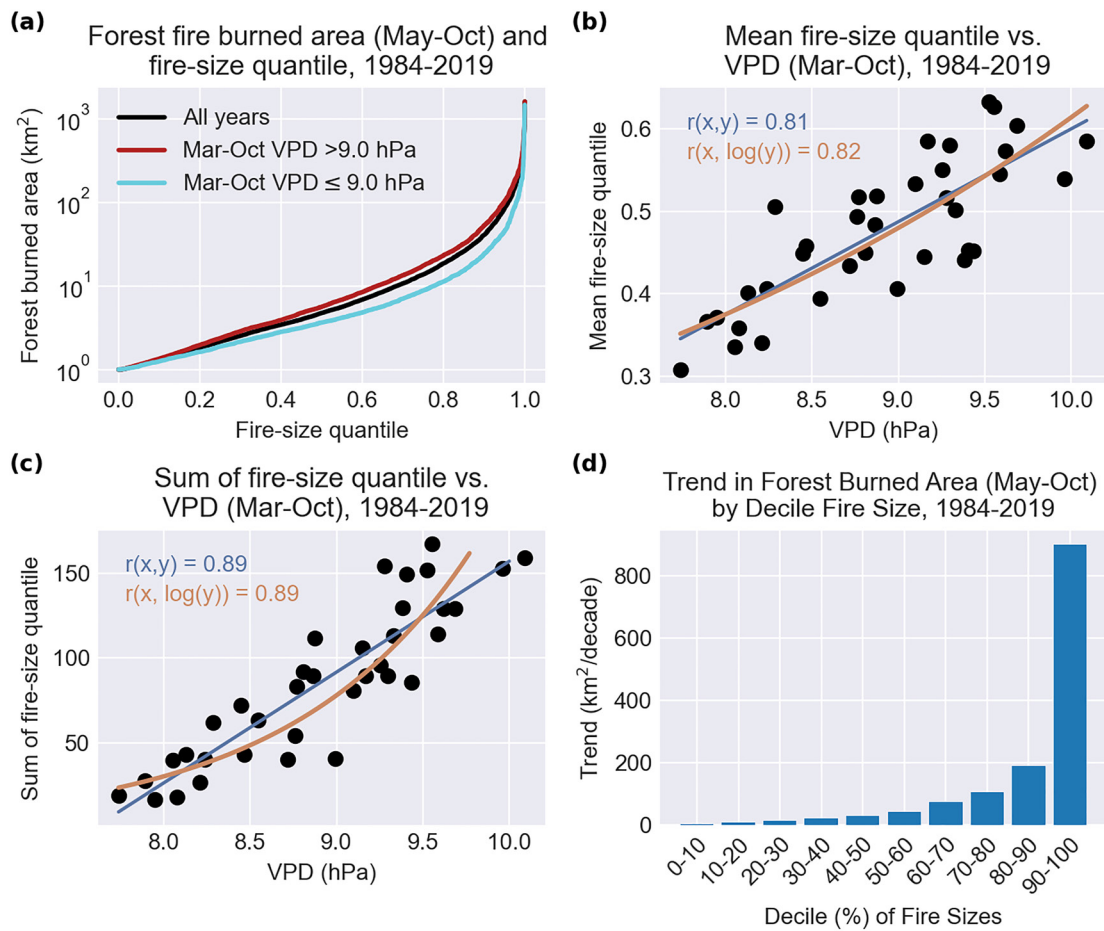 (a)
Forest fire burned area (May-Oct) and
fire-size quantile, 1984-2019
All years
Mar-Oct VPD >9.0 hPa
Mar-Oct VPD ≤ 9.0 hPa
Forest burned area (km²)
10³
10²
10¹
10⁰
0.0 0.2 0.4 0.6 0.8 1.0
Fire-size quantile
(b)
Mean fire-size quantile vs.
VPD (Mar-Oct), 1984-2019
r(x,y) = 0.81
r(x, log(y)) = 0.82
Mean fire-size quantile
0.6
0.5
0.4
0.3
8.0 8.5 9.0 9.5 10.0
VPD (hPa)
(c)
Sum of fire-size quantile vs.
VPD (Mar-Oct), 1984-2019
r(x,y) = 0.89
r(x, log(y)) = 0.89
Sum of fire-size quantile
150
100
50
8.0 8.5 9.0 9.5 10.0
VPD (hPa)
(d)
Trend in Forest Burned Area (May-Oct)
by Decile Fire Size, 1984-2019
Trend (km²/decade)
800
600
400
200
0
0-10 10-20 20-30 30-40 40-50 50-60 60-70 70-80 80-90 90-100
Decile (%) of Fire Sizes